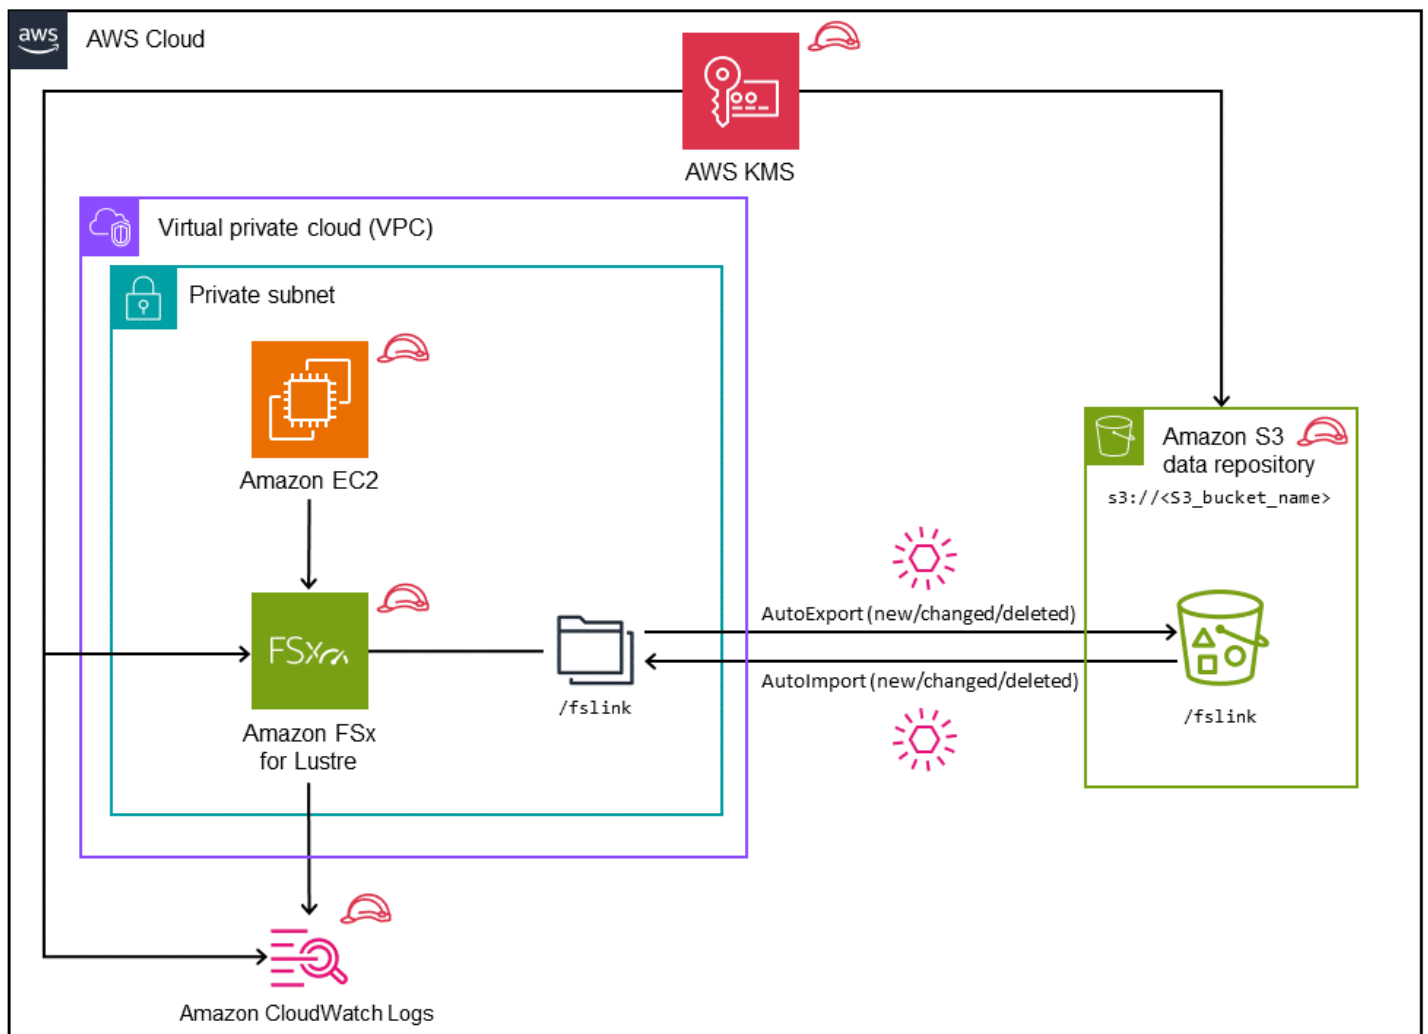 aws
AWS Cloud
AWS KMS
Virtual private cloud (VPC)
Private subnet
Amazon EC2
Amazon S3
data repository
s3://<S3_bucket_name>
AutoExport (new/changed/deleted)
FSx
AutoImport (new/changed/deleted)
/fslink
/fslink
Amazon FSx
for Lustre
Amazon CloudWatch Logs